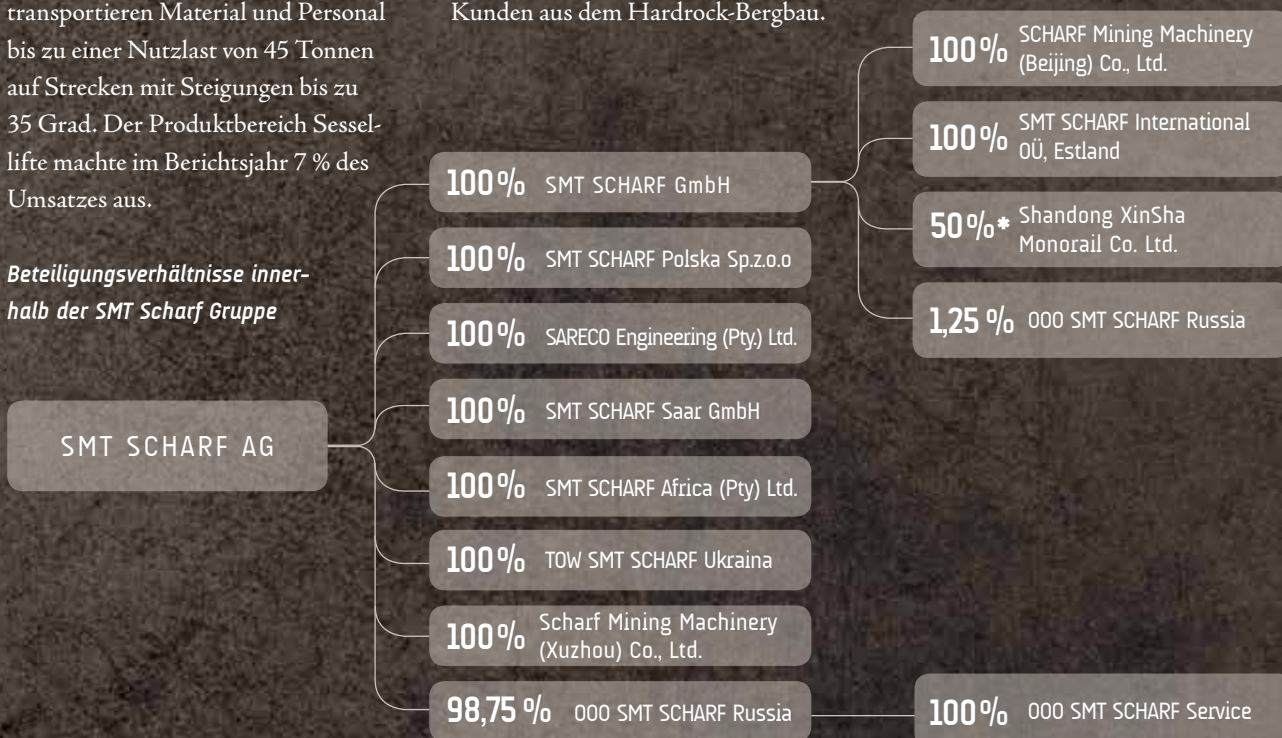 transportieren Material und Personal
bis zu einer Nutzlast von 45 Tonnen
auf Strecken mit Steigungen bis zu
35 Grad. Der Produktbereich Sessel-
lifte machte im Berichtsjahr 7 % des
Umsatzes aus.
Beteiligungsverhältnisse inner-
halb der SMT Scharf Gruppe
SMT SCHARF AG
Kunden aus dem Hardrock-Bergbau.
100 % SMT SCHARF GmbH
100 % SMT SCHARF Polska Sp.z.o.o
100 % SARECO Engineering (Pty.) Ltd.
100 % SMT SCHARF Saar GmbH
100 % SMT SCHARF Africa (Pty) Ltd.
100 % TOW SMT SCHARF Ukraina
100 % Scharf Mining Machinery
(Xuzhou) Co., Ltd.
98,75 % OOO SMT SCHARF Russia
100 % SCHARF Mining Machinery
(Beijing) Co., Ltd.
100 % SMT SCHARF International
OÜ, Estland
50 %* Shandong XinSha
Monorail Co. Ltd.
1,25 % OOO SMT SCHARF Russia
100 % OOO SMT SCHARF Service